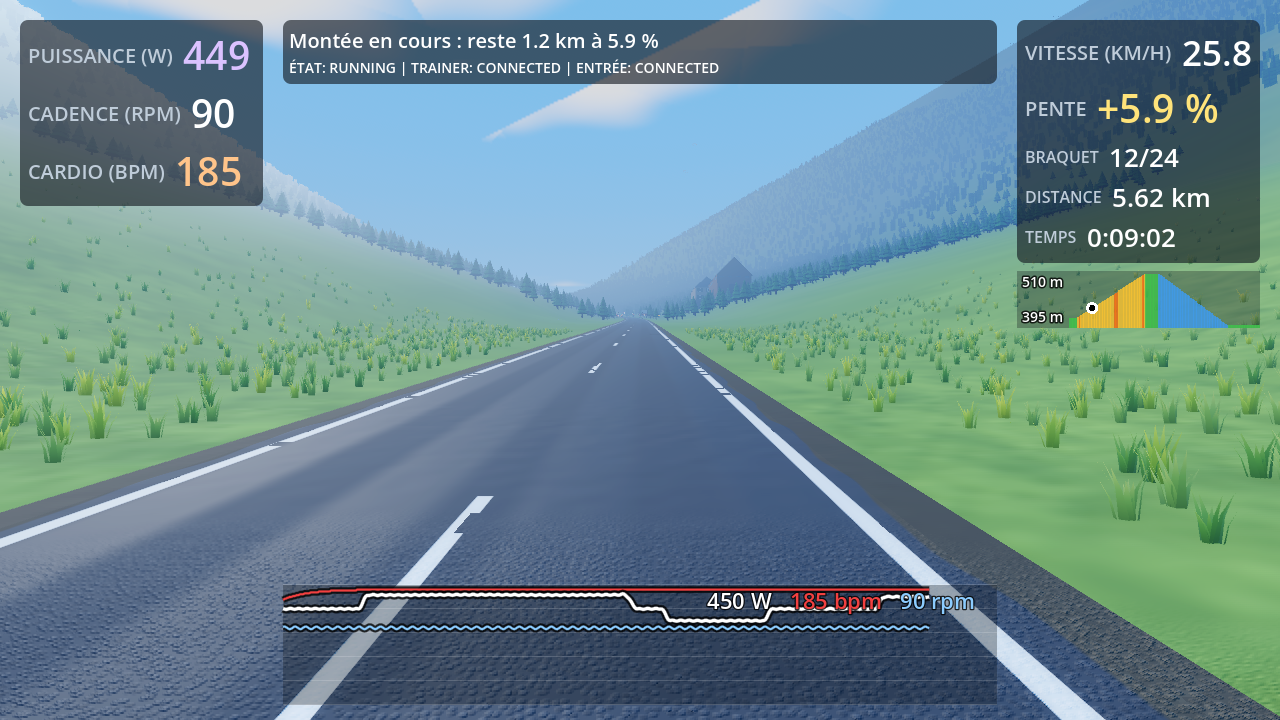 PUISSANCE (W) 449
CADENCE (RPM) 90
CARDIO (BPM) 185
Montée en cours : reste 1.2 km à 5.9 %
ÉTAT: RUNNING | TRAINER: CONNECTED | ENTRÉE: CONNECTED
VITESSE (KM/H) 25.8
PENTE +5.9 %
BRAQUET 12/24
DISTANCE 5.62 km
TEMPS 0:09:02
510 m
395 m
450 W 185 bpm 90 rpm